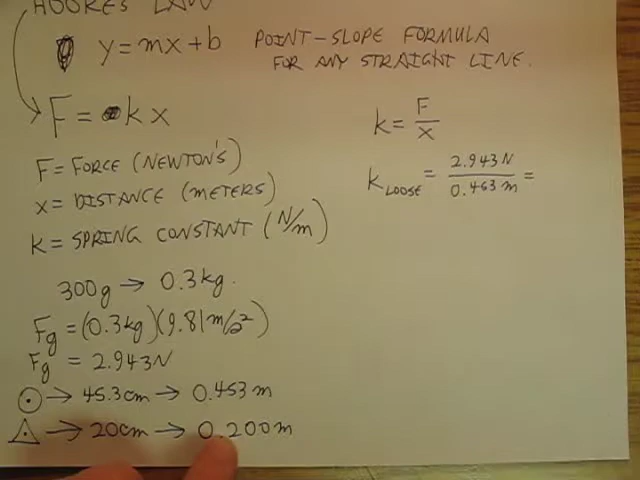 HOOKE'S LAW
y = mx + b
POINT-SLOPE FORMULA
FOR ANY STRAIGHT LINE.
F = k x
F = FORCE (NEWTON'S)
x = DISTANCE (METERS)
k = SPRING CONSTANT (N/m)
300g → 0.3kg.
Fg = (0.3kg)(9.81m/s²)
Fg = 2.943N
⊙ → 45.3cm → 0.453m
→ 20cm → 0.200m
k = F/x
K LOOSE = 2.943N / 0.453m =